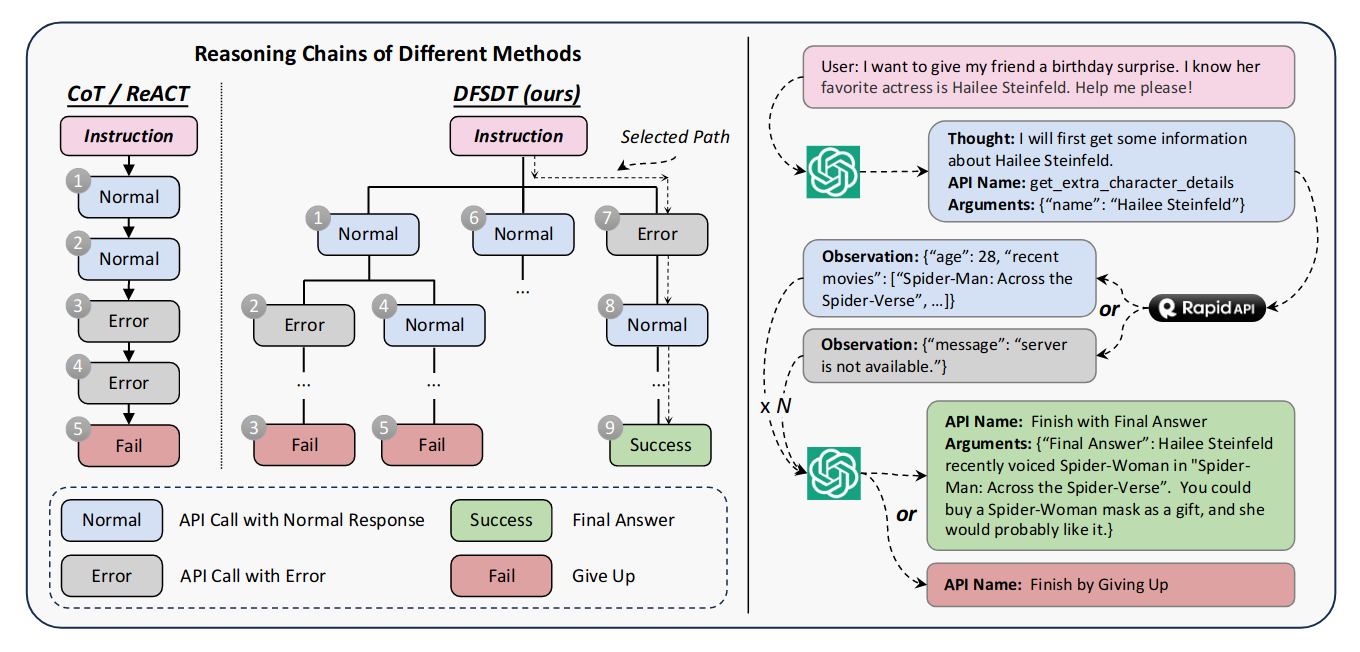 Reasoning Chains of Different Methods
CoT / ReACT
Instruction
1
Normal
2
Normal
3
Error
4
Error
5
Fail
DFSDT (ours)
Instruction
Selected Path
1
Normal
6
Normal
...
7
Error
2
Error
4
Normal
8
Normal
...
...
...
3
Fail
5
Fail
9
Success
Normal
API Call with Normal Response
Success
Final Answer
Error
API Call with Error
Fail
Give Up
User: I want to give my friend a birthday surprise. I know her
favorite actress is Hailee Steinfeld. Help me please!
Thought: I will first get some information
about Hailee Steinfeld.
API Name: get_extra_character_details
Arguments: {“name”: “Hailee Steinfeld”}
Observation: {“age”: 28, “recent
movies”: [“Spider-Man: Across the
Spider-Verse”, …]}
or
Rapid API
Observation: {“message”: “server
is not available.”}
x N
API Name: Finish with Final Answer
Arguments: {“Final Answer”: Hailee Steinfeld
recently voiced Spider-Woman in "Spider-
Man: Across the Spider-Verse”. You could
buy a Spider-Woman mask as a gift, and she
would probably like it.}
or
API Name: Finish by Giving Up